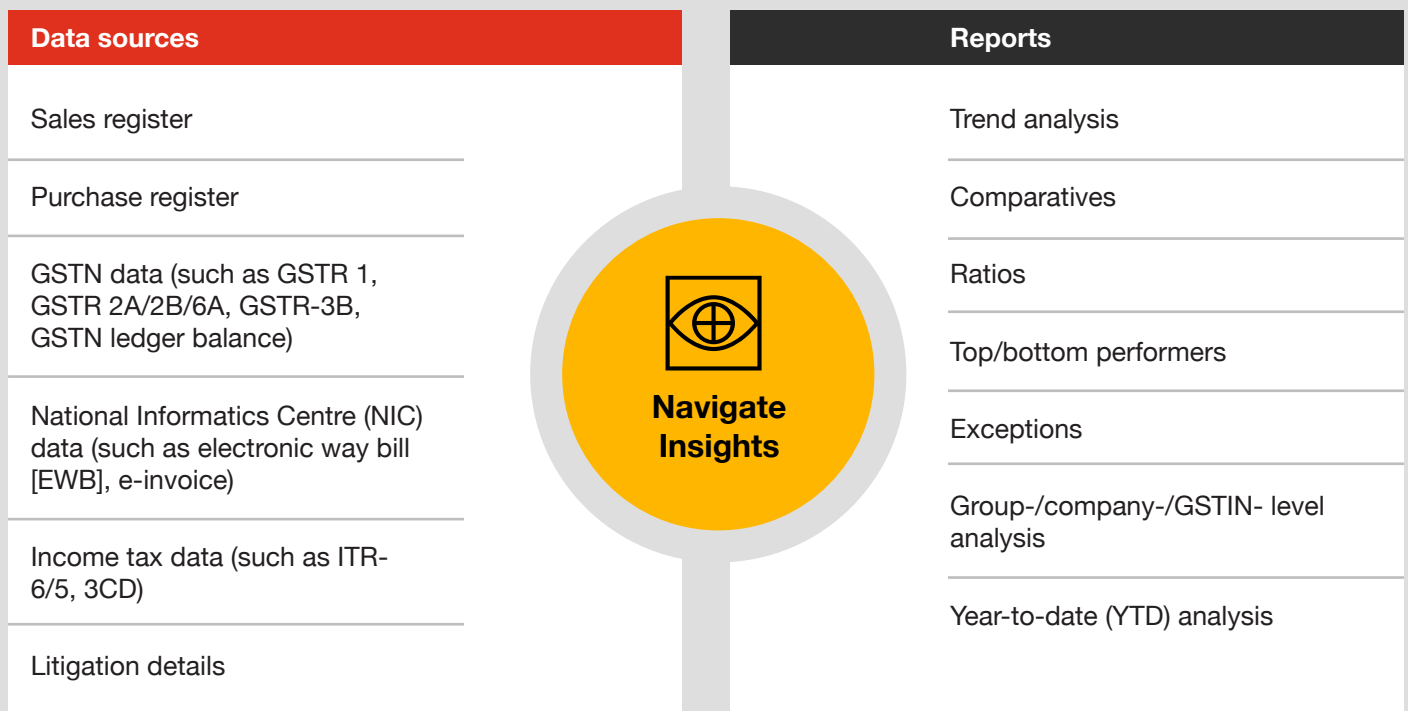 Data sources
Sales register
Purchase register
GSTN data (such as GSTR 1,
GSTR 2A/2B/6A, GSTR-3B,
GSTN ledger balance)
National Informatics Centre (NIC)
data (such as electronic way bill
[EWB], e-invoice)
Income tax data (such as ITR-
6/5, 3CD)
Litigation details
Navigate
Insights
Reports
Trend analysis
Comparatives
Ratios
Top/bottom performers
Exceptions
Group-/company-/GSTIN- level
analysis
Year-to-date (YTD) analysis